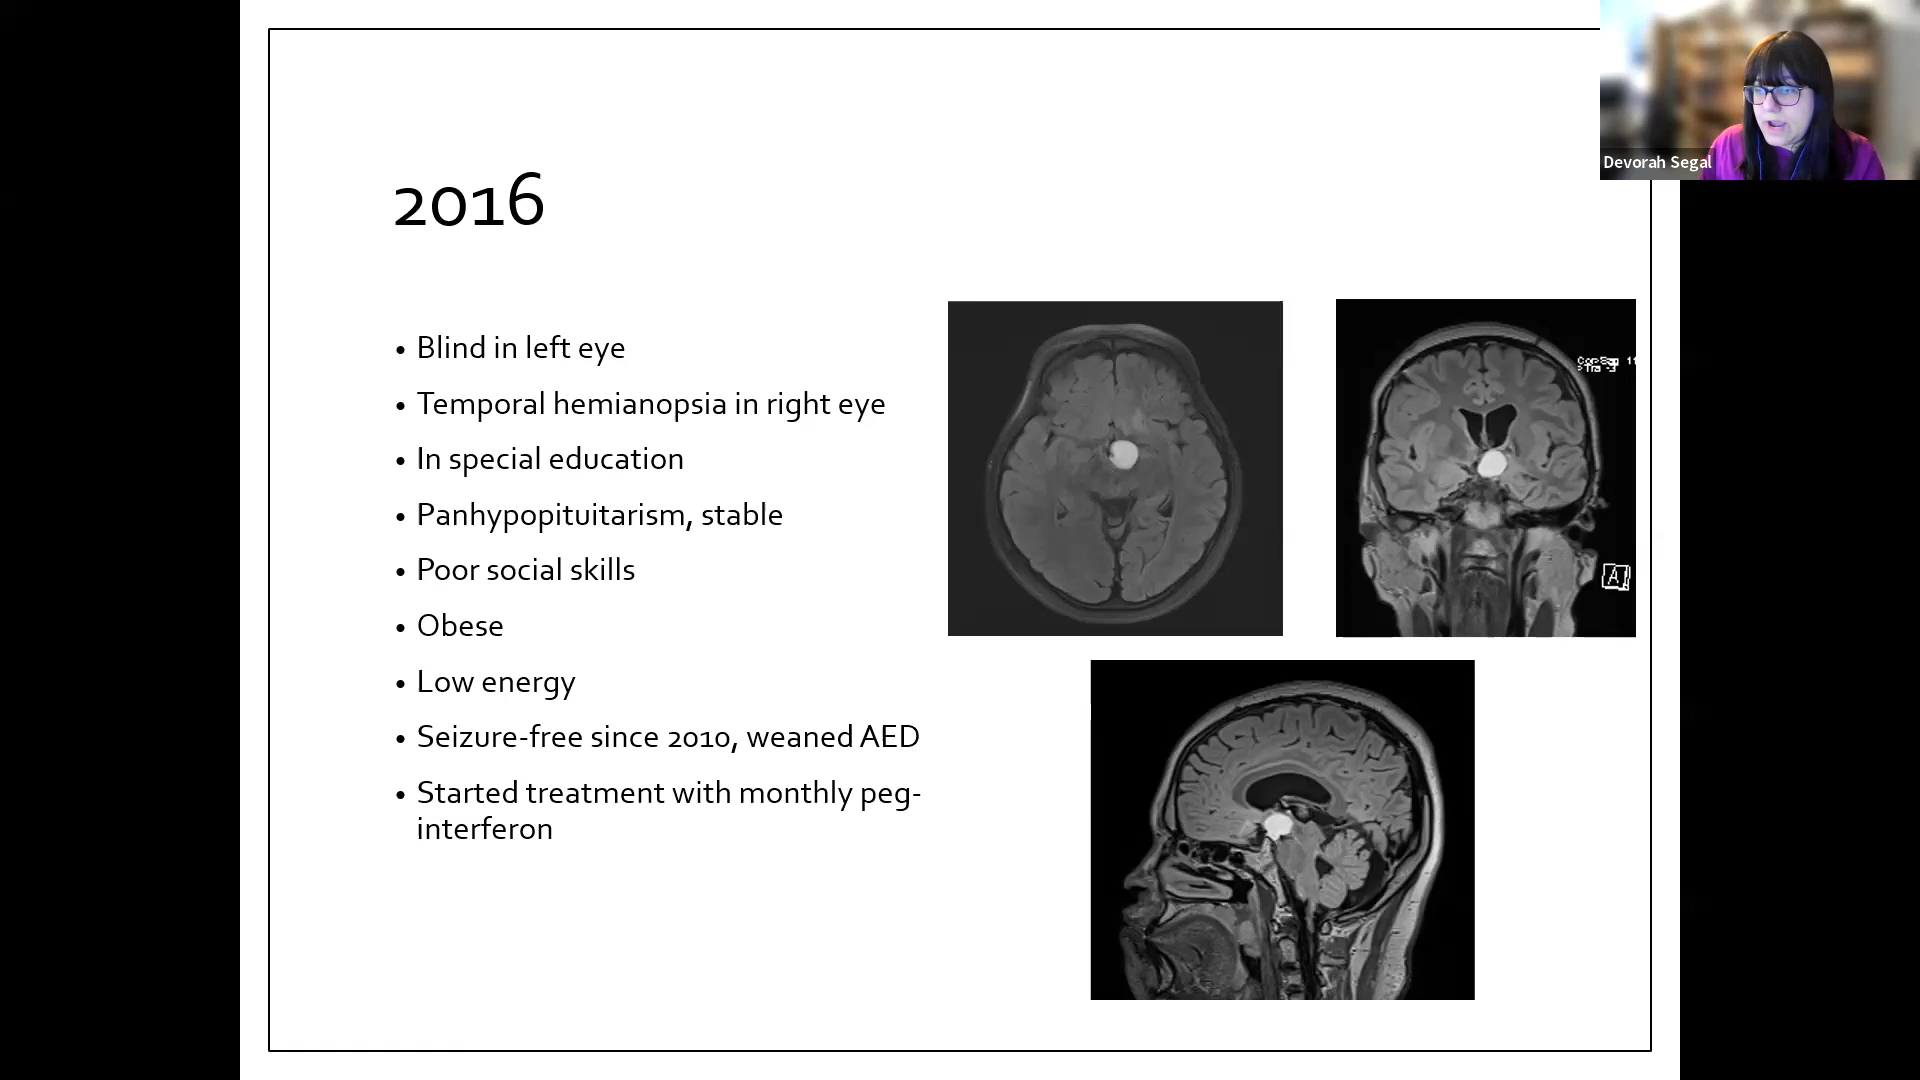 Devorah Segal
2016
• Blind in left eye
• Temporal hemianopsia in right eye
• In special education
• Panhypopituitarism, stable
• Poor social skills
• Obese
• Low energy
• Seizure-free since 2010, weaned AED
• Started treatment with monthly peg-
interferon
A